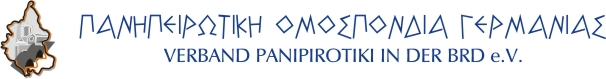 ΠΑΝΗΠΕΙΡΩΤΙΚΗ ΟΜΟΣΠΟΝΔΙΑ ΓΕΡΜΑΝΙΑΣ
VERBAND PANIPIROTIKI IN DER BRD e.V.